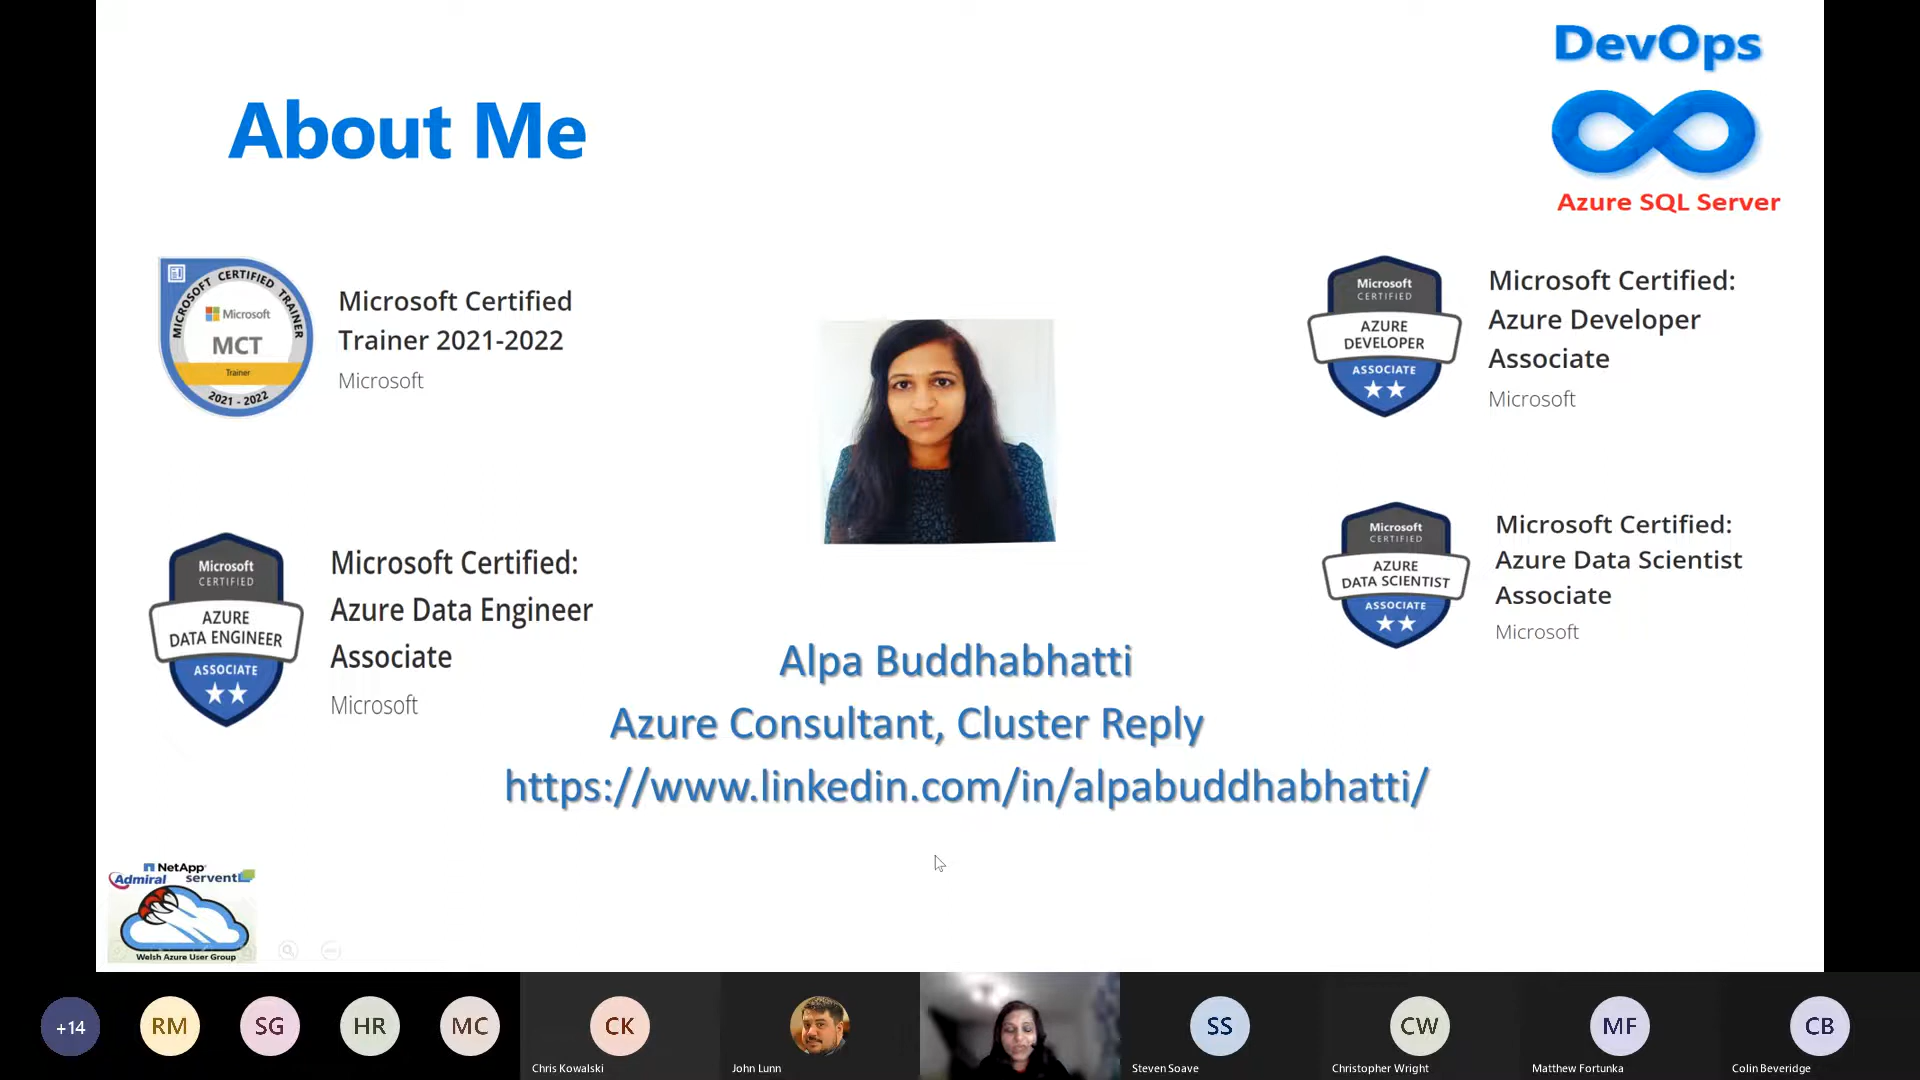 DevOps
About Me
Azure SQL Server
MICROSOFT CERTIFIED TRAINER
Microsoft
MCT
Trainer
2021 - 2022
Microsoft Certified
Trainer 2021-2022
Microsoft
Microsoft
CERTIFIED
AZURE
DEVELOPER
ASSOCIATE
Microsoft Certified:
Azure Developer
Associate
Microsoft
Microsoft
CERTIFIED
AZURE
DATA ENGINEER
ASSOCIATE
Microsoft Certified:
Azure Data Engineer
Associate
Microsoft
Microsoft
CERTIFIED
AZURE
DATA SCIENTIST
ASSOCIATE
Microsoft Certified:
Azure Data Scientist
Associate
Microsoft
Alpa Buddhabhatti
Azure Consultant, Cluster Reply
https://www.linkedin.com/in/alpabuddhabhatti/
NetApp
Admiral servent
Welsh Azure User Group
+14
RM
SG
HR
MC
CK
Chris Kowalski
John Lunn
SS
Steven Soave
CW
Christopher Wright
MF
Matthew Fortunka
CB
Colin Beveridge